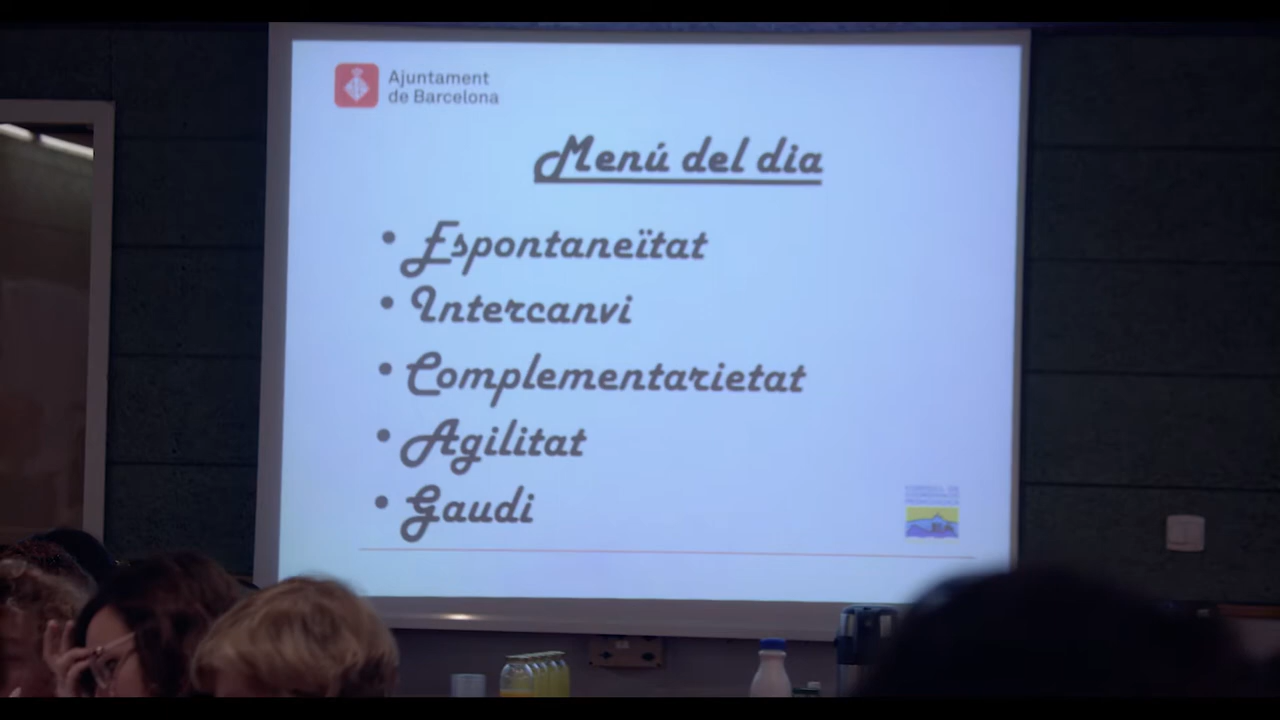 Ajuntament
de Barcelona
Menú del dia
• Espontaneïtat
• Intercanvi
• Complementarietat
• Agilitat
• Gaudi